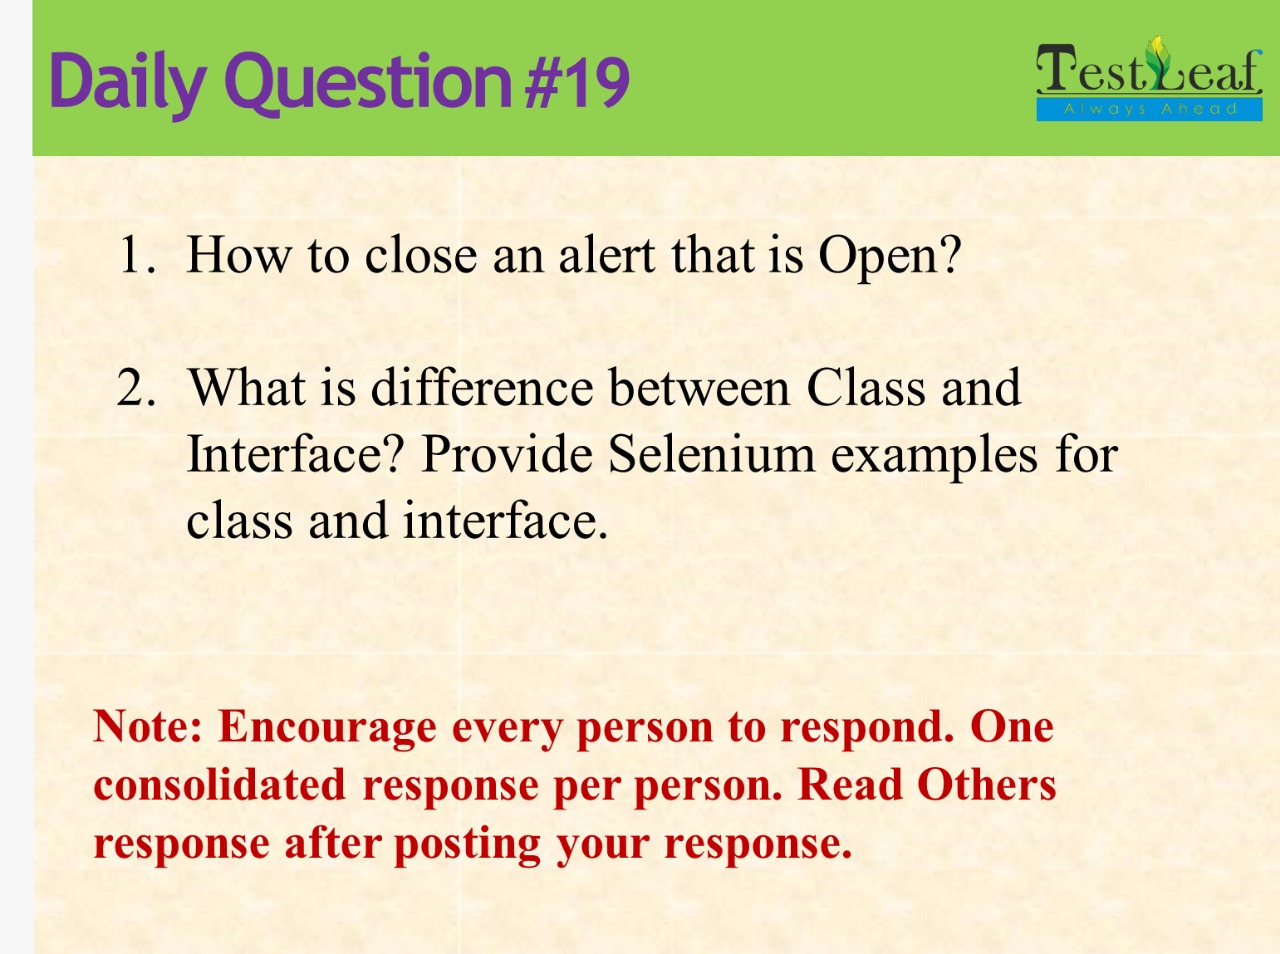 Daily Question #19
TestLeaf
Always Ahead
1. How to close an alert that is Open?
2. What is difference between Class and
Interface? Provide Selenium examples for
class and interface.
Note: Encourage every person to respond. One
consolidated response per person. Read Others
response after posting your response.